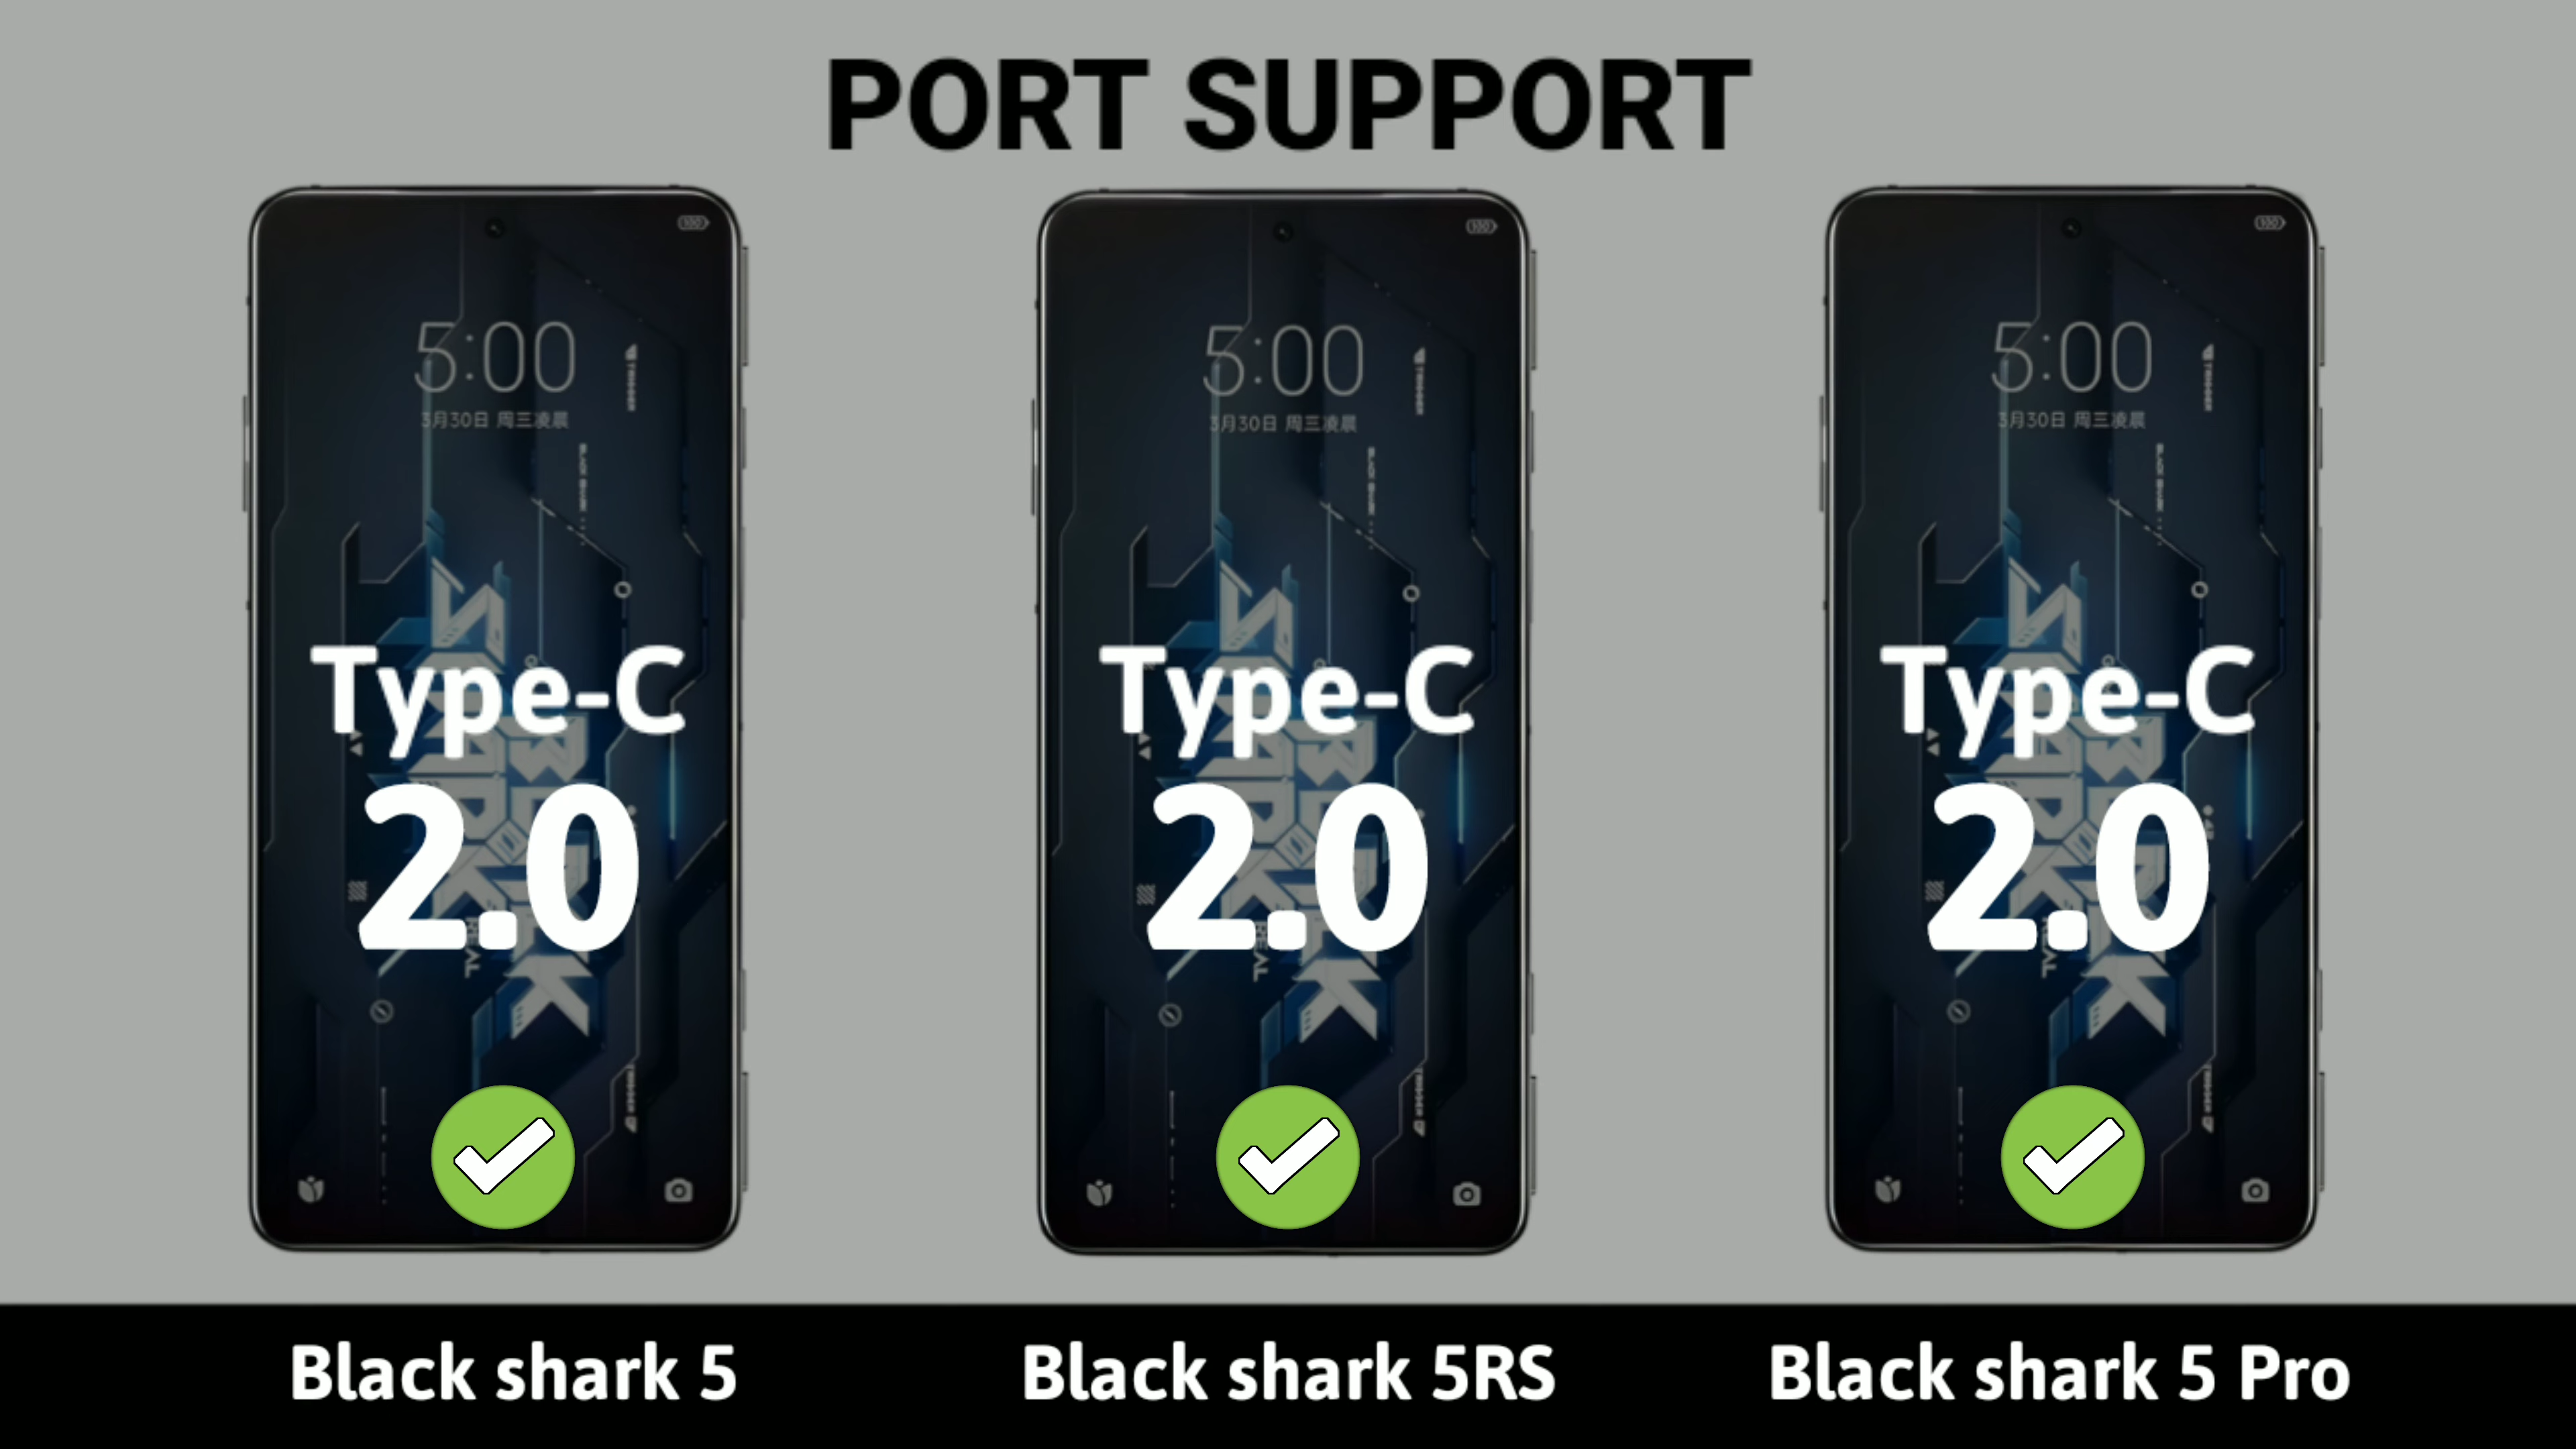 PORT SUPPORT
5:00
3月30日 周三凌晨
Type-C
2.0
5:00
3月30日 周三凌晨
Type-C
2.0
5:00
3月30日 周三凌晨
Type-C
2.0
Black shark 5
Black shark 5RS
Black shark 5 Pro